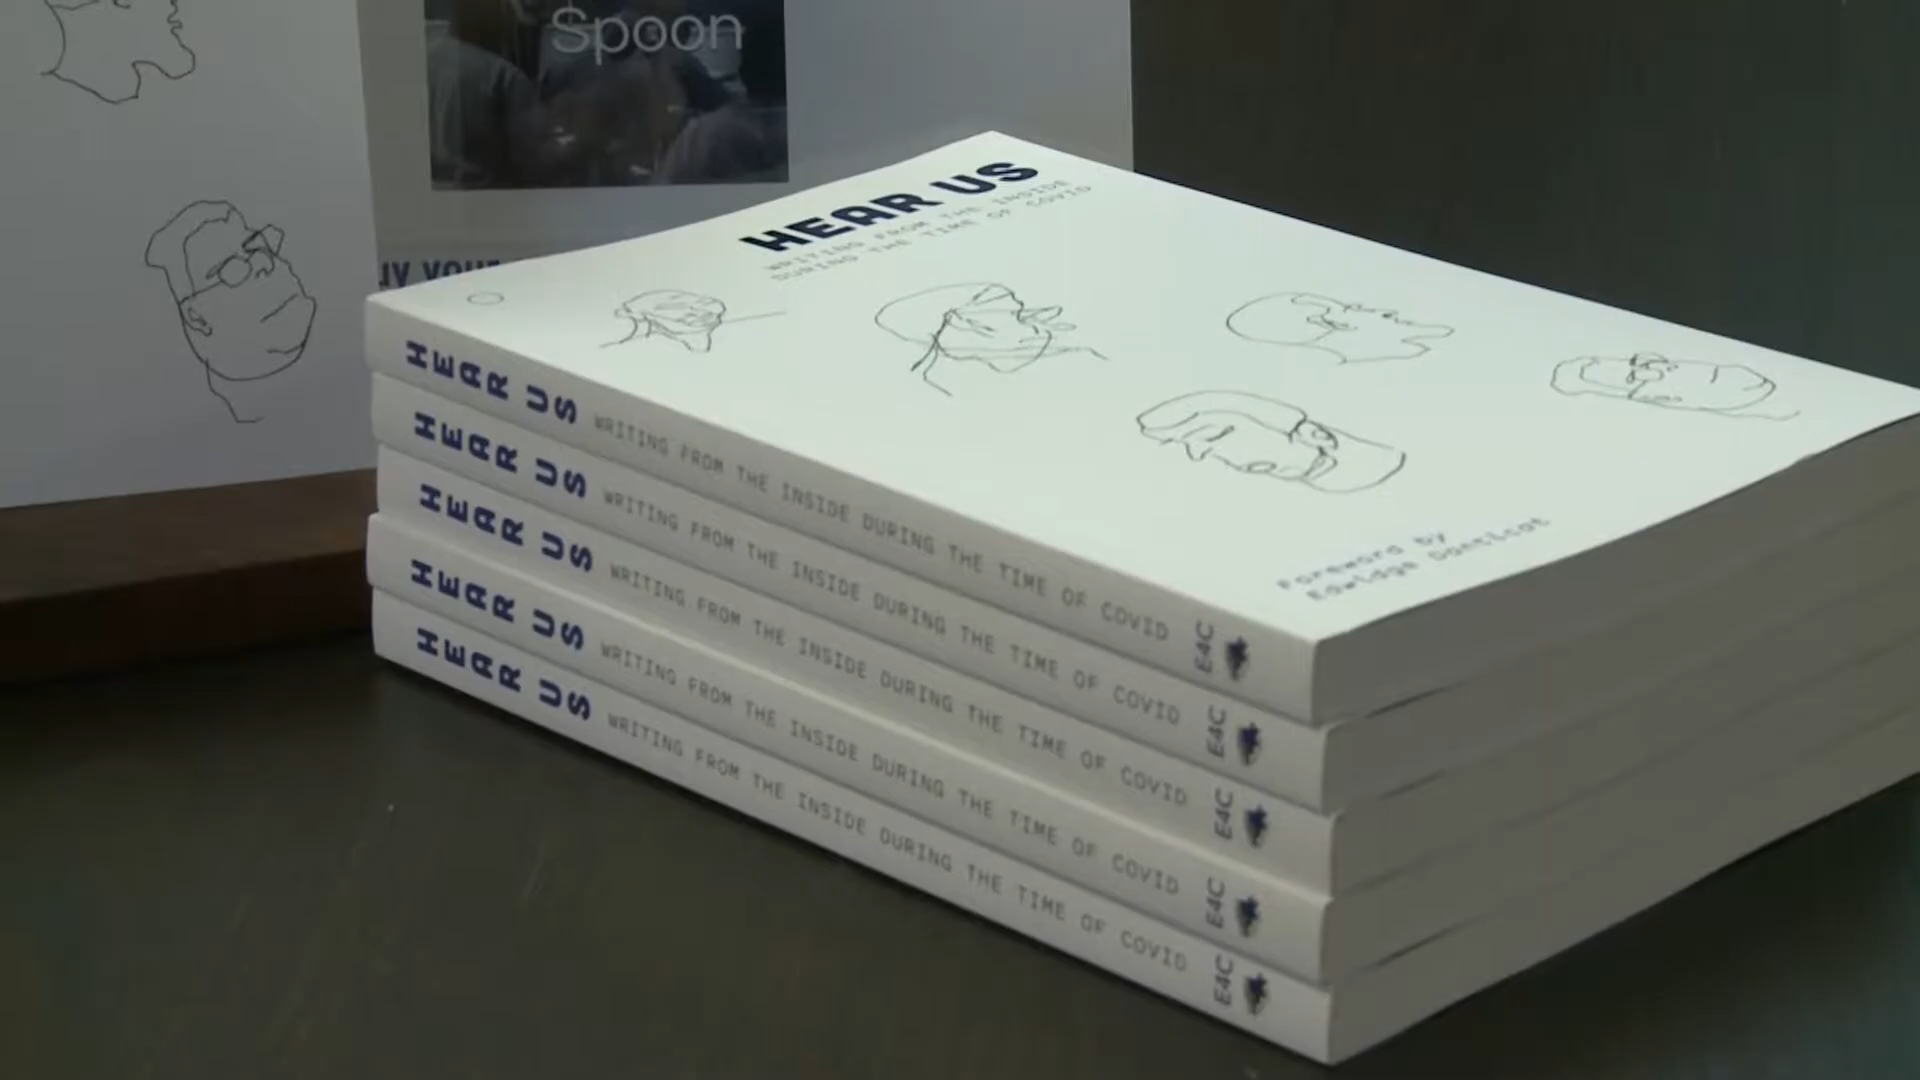 Spoon
HEAR US
WRITING FROM THE INSIDE
DURING THE TIME OF COVID
Foreword by
Edwidge Danticat
HEAR US WRITING FROM THE INSIDE DURING THE TIME OF COVID E4C
HEAR US WRITING FROM THE INSIDE DURING THE TIME OF COVID E4C
HEAR US WRITING FROM THE INSIDE DURING THE TIME OF COVID E4C
HEAR US WRITING FROM THE INSIDE DURING THE TIME OF COVID E4C
HEAR US WRITING FROM THE INSIDE DURING THE TIME OF COVID E4C